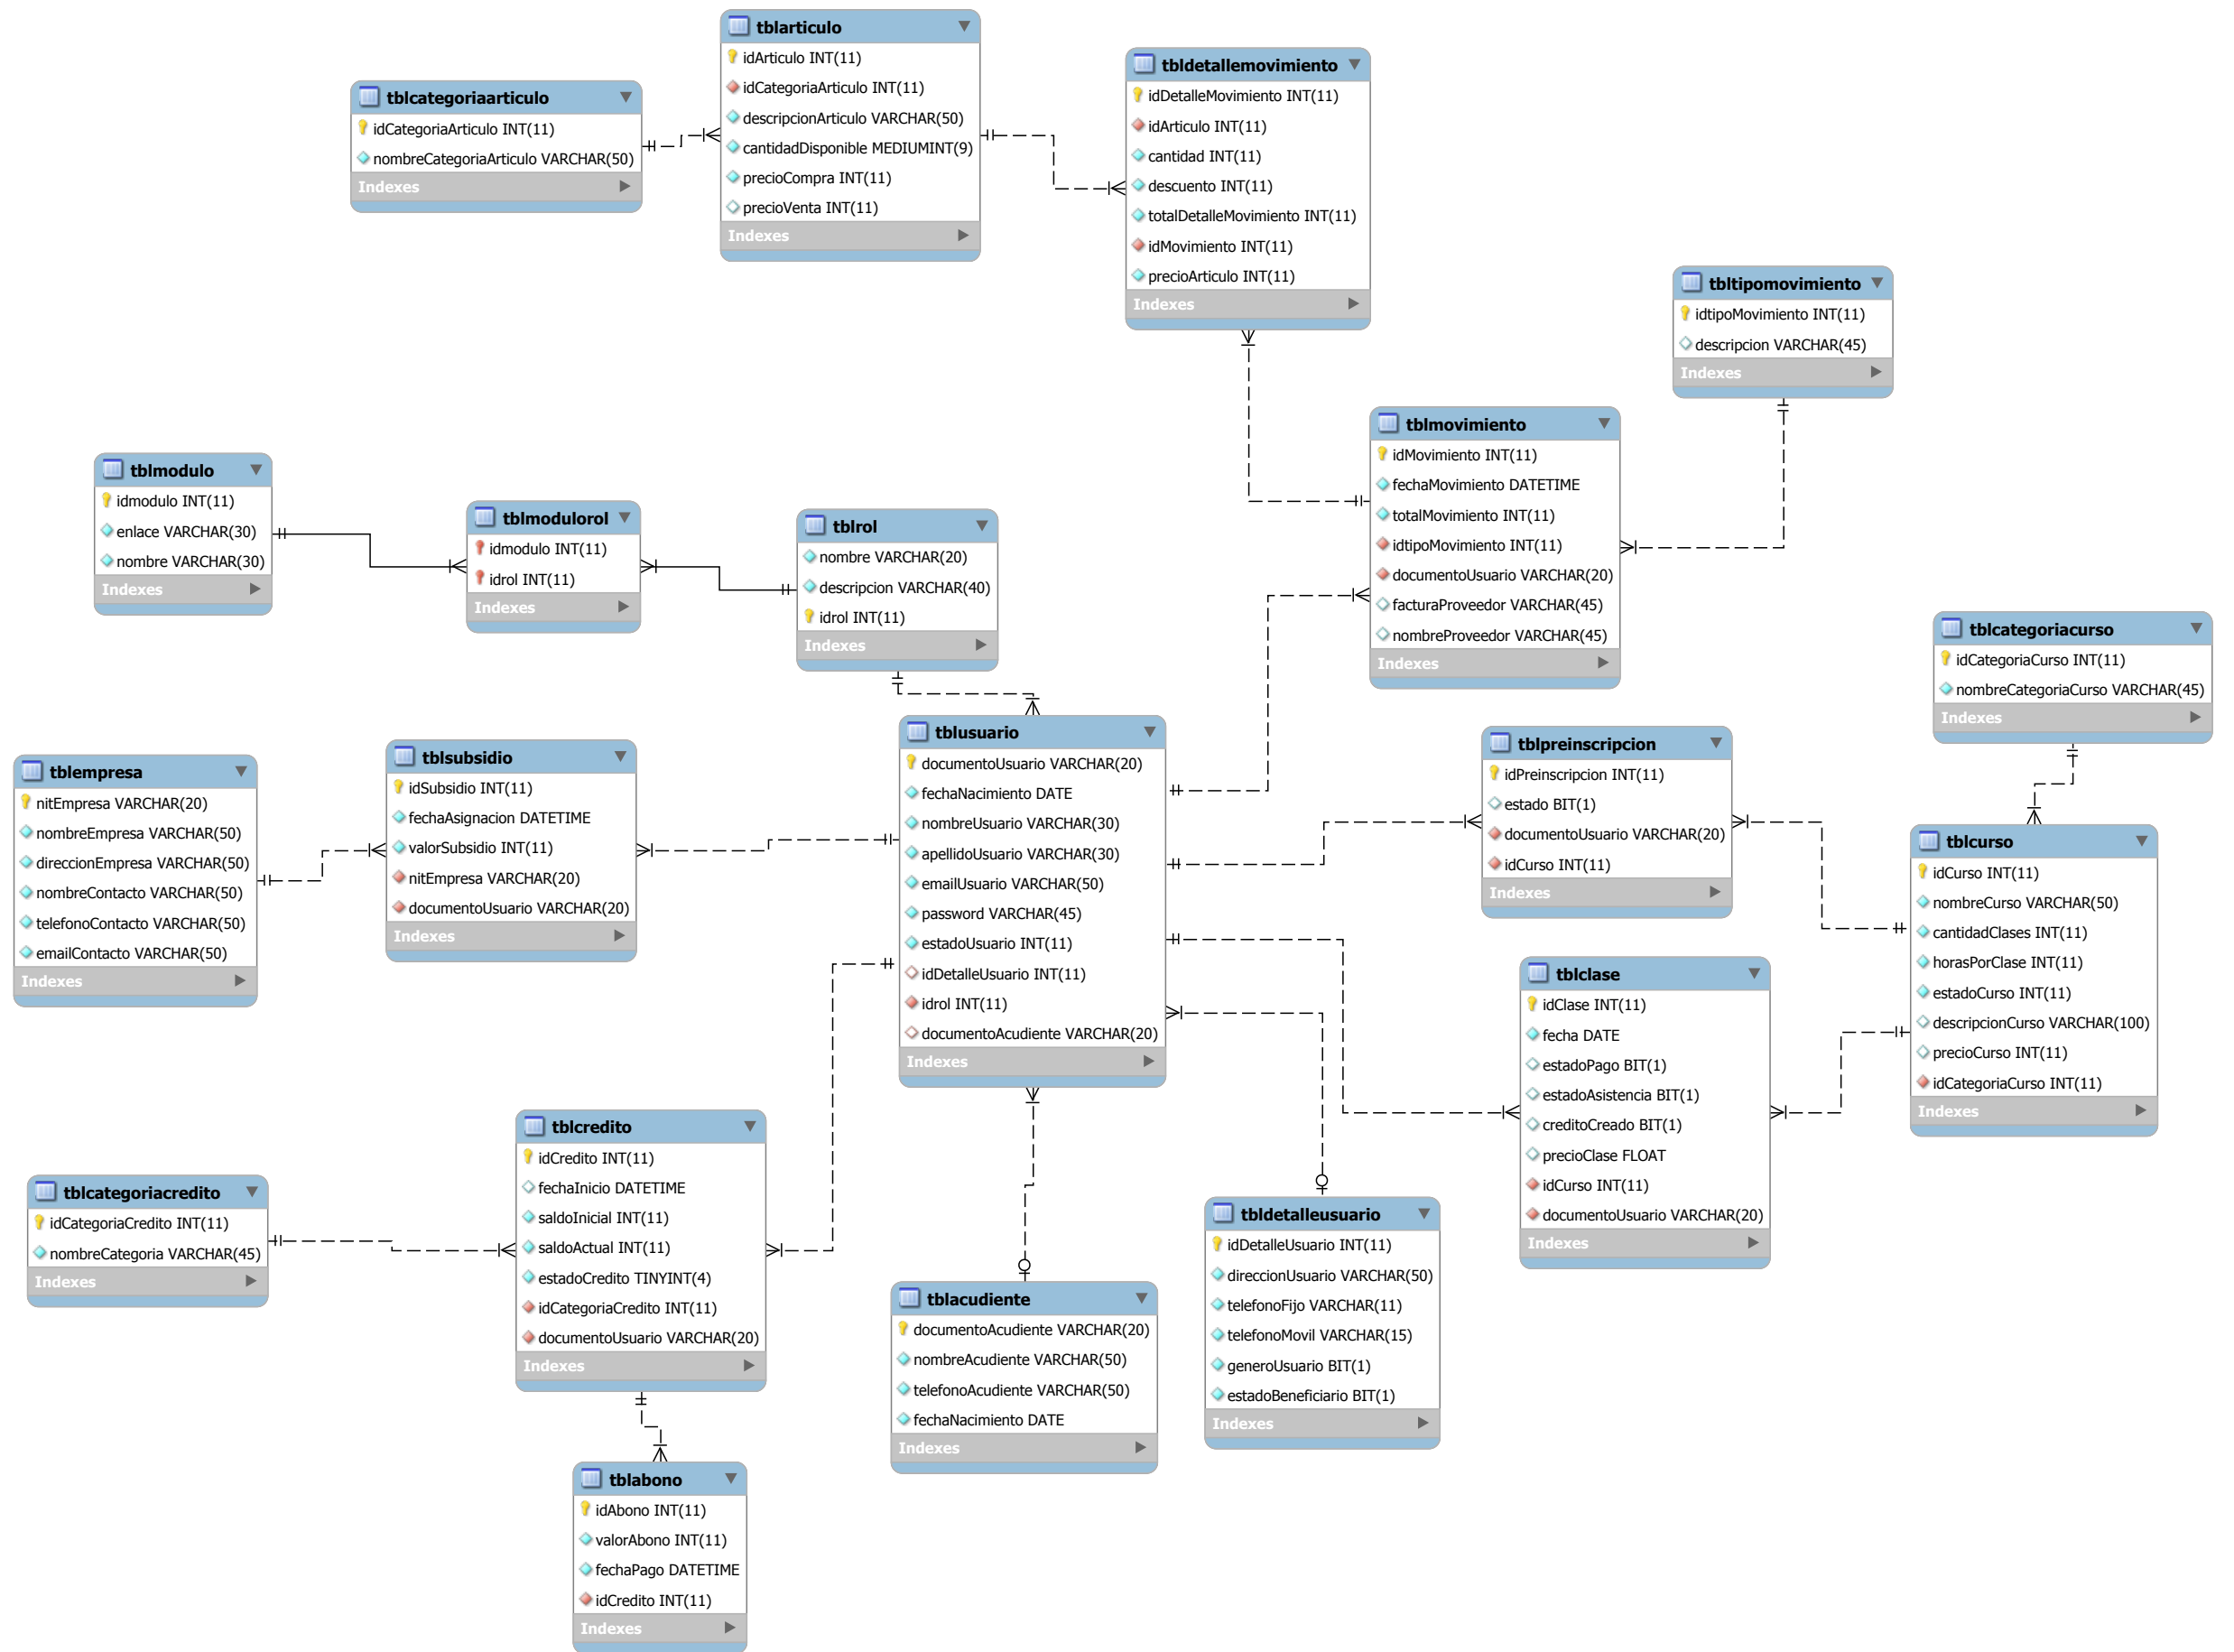 tblarticulo
idArticulo INT(11)
idCategoriaArticulo INT(11)
descripcionArticulo VARCHAR(50)
cantidadDisponible MEDIUMINT(9)
precioCompra INT(11)
precioVenta INT(11)
Indexes
tblcategoriaarticulo
idCategoriaArticulo INT(11)
nombreCategoriaArticulo VARCHAR(50)
Indexes
tbldetallemovimiento
idDetalleMovimiento INT(11)
idArticulo INT(11)
cantidad INT(11)
descuento INT(11)
totalDetalleMovimiento INT(11)
idMovimiento INT(11)
precioArticulo INT(11)
Indexes
tbltipomovimiento
idtipoMovimiento INT(11)
descripcion VARCHAR(45)
Indexes
tblmovimiento
idMovimiento INT(11)
fechaMovimiento DATETIME
totalMovimiento INT(11)
idtipoMovimiento INT(11)
documentoUsuario VARCHAR(20)
facturaProveedor VARCHAR(45)
nombreProveedor VARCHAR(45)
Indexes
tblmodulo
idmodulo INT(11)
enlace VARCHAR(30)
nombre VARCHAR(30)
Indexes
tblmodulorol
idmodulo INT(11)
idrol INT(11)
Indexes
tblrol
nombre VARCHAR(20)
descripcion VARCHAR(40)
idrol INT(11)
Indexes
tblcategoriacurso
idCategoriaCurso INT(11)
nombreCategoriaCurso VARCHAR(45)
Indexes
tblempresa
nitEmpresa VARCHAR(20)
nombreEmpresa VARCHAR(50)
direccionEmpresa VARCHAR(50)
nombreContacto VARCHAR(50)
telefonoContacto VARCHAR(50)
emailContacto VARCHAR(50)
Indexes
tblsubsidio
idSubsidio INT(11)
fechaAsignacion DATETIME
valorSubsidio INT(11)
nitEmpresa VARCHAR(20)
documentoUsuario VARCHAR(20)
Indexes
tblusuario
documentoUsuario VARCHAR(20)
fechaNacimiento DATE
nombreUsuario VARCHAR(30)
apellidoUsuario VARCHAR(30)
emailUsuario VARCHAR(50)
password VARCHAR(45)
estadoUsuario INT(11)
idDetalleUsuario INT(11)
idrol INT(11)
documentoAcudiente VARCHAR(20)
Indexes
tblpreinscripcion
idPreinscripcion INT(11)
estado BIT(1)
documentoUsuario VARCHAR(20)
idCurso INT(11)
Indexes
tblcurso
idCurso INT(11)
nombreCurso VARCHAR(50)
cantidadClases INT(11)
horasPorClase INT(11)
estadoCurso INT(11)
descripcionCurso VARCHAR(100)
precioCurso INT(11)
idCategoriaCurso INT(11)
Indexes
tblclase
idClase INT(11)
fecha DATE
estadoPago BIT(1)
estadoAsistencia BIT(1)
creditoCreado BIT(1)
precioClase FLOAT
idCurso INT(11)
documentoUsuario VARCHAR(20)
Indexes
tblcategoriacredito
idCategoriaCredito INT(11)
nombreCategoria VARCHAR(45)
Indexes
tblcredito
idCredito INT(11)
fechaInicio DATETIME
saldoInicial INT(11)
saldoActual INT(11)
estadoCredito TINYINT(4)
idCategoriaCredito INT(11)
documentoUsuario VARCHAR(20)
Indexes
tblacudiente
documentoAcudiente VARCHAR(20)
nombreAcudiente VARCHAR(50)
telefonoAcudiente VARCHAR(50)
fechaNacimiento DATE
Indexes
tbldetalleusuario
idDetalleUsuario INT(11)
direccionUsuario VARCHAR(50)
telefonoFijo VARCHAR(11)
telefonoMovil VARCHAR(15)
generoUsuario BIT(1)
estadoBeneficiario BIT(1)
Indexes
tblabono
idAbono INT(11)
valorAbono INT(11)
fechaPago DATETIME
idCredito INT(11)
Indexes